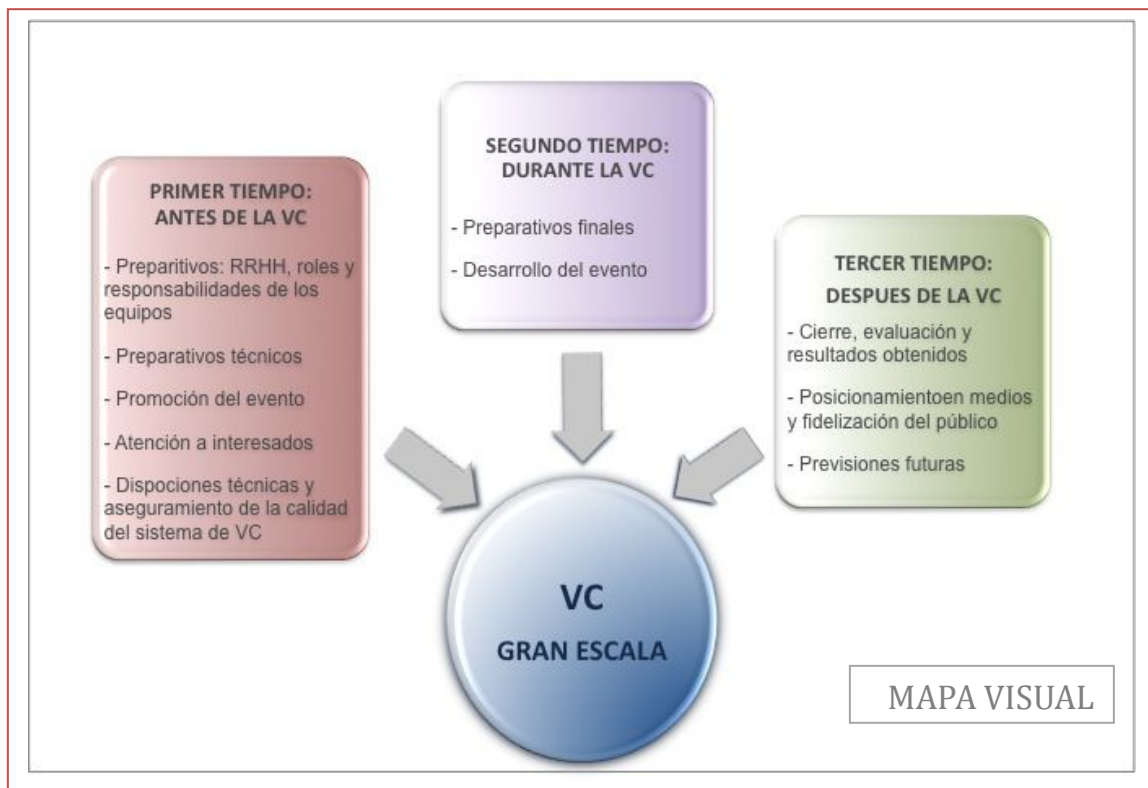 PRIMER TIEMPO:
ANTES DE LA VC
- Preparitivos: RRHH, roles y
responsabilidades de los
equipos
- Preparativos técnicos
- Promoción del evento
- Atención a interesados
- Dispociones técnicas y
aseguramiento de la calidad
del sistema de VC
SEGUNDO TIEMPO:
DURANTE LA VC
- Preparativos finales
- Desarrollo del evento
TERCER TIEMPO:
DESPUES DE LA VC
- Cierre, evaluación y
resultados obtenidos
- Posicionamientoen medios
y fidelización del público
- Previsiones futuras
VC
GRAN ESCALA
MAPA VISUAL